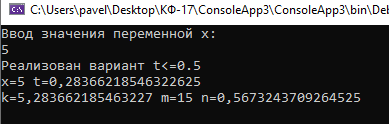 C:\Users\pavel\Desktop\КФ-17\ConsoleApp3\ConsoleApp3\bin\Deb
Ввод значения переменной x:
5
Реализован вариант t<=0.5
x=5 t=0,28366218546322625
k=5,283662185463227 m=15 n=0,5673243709264525